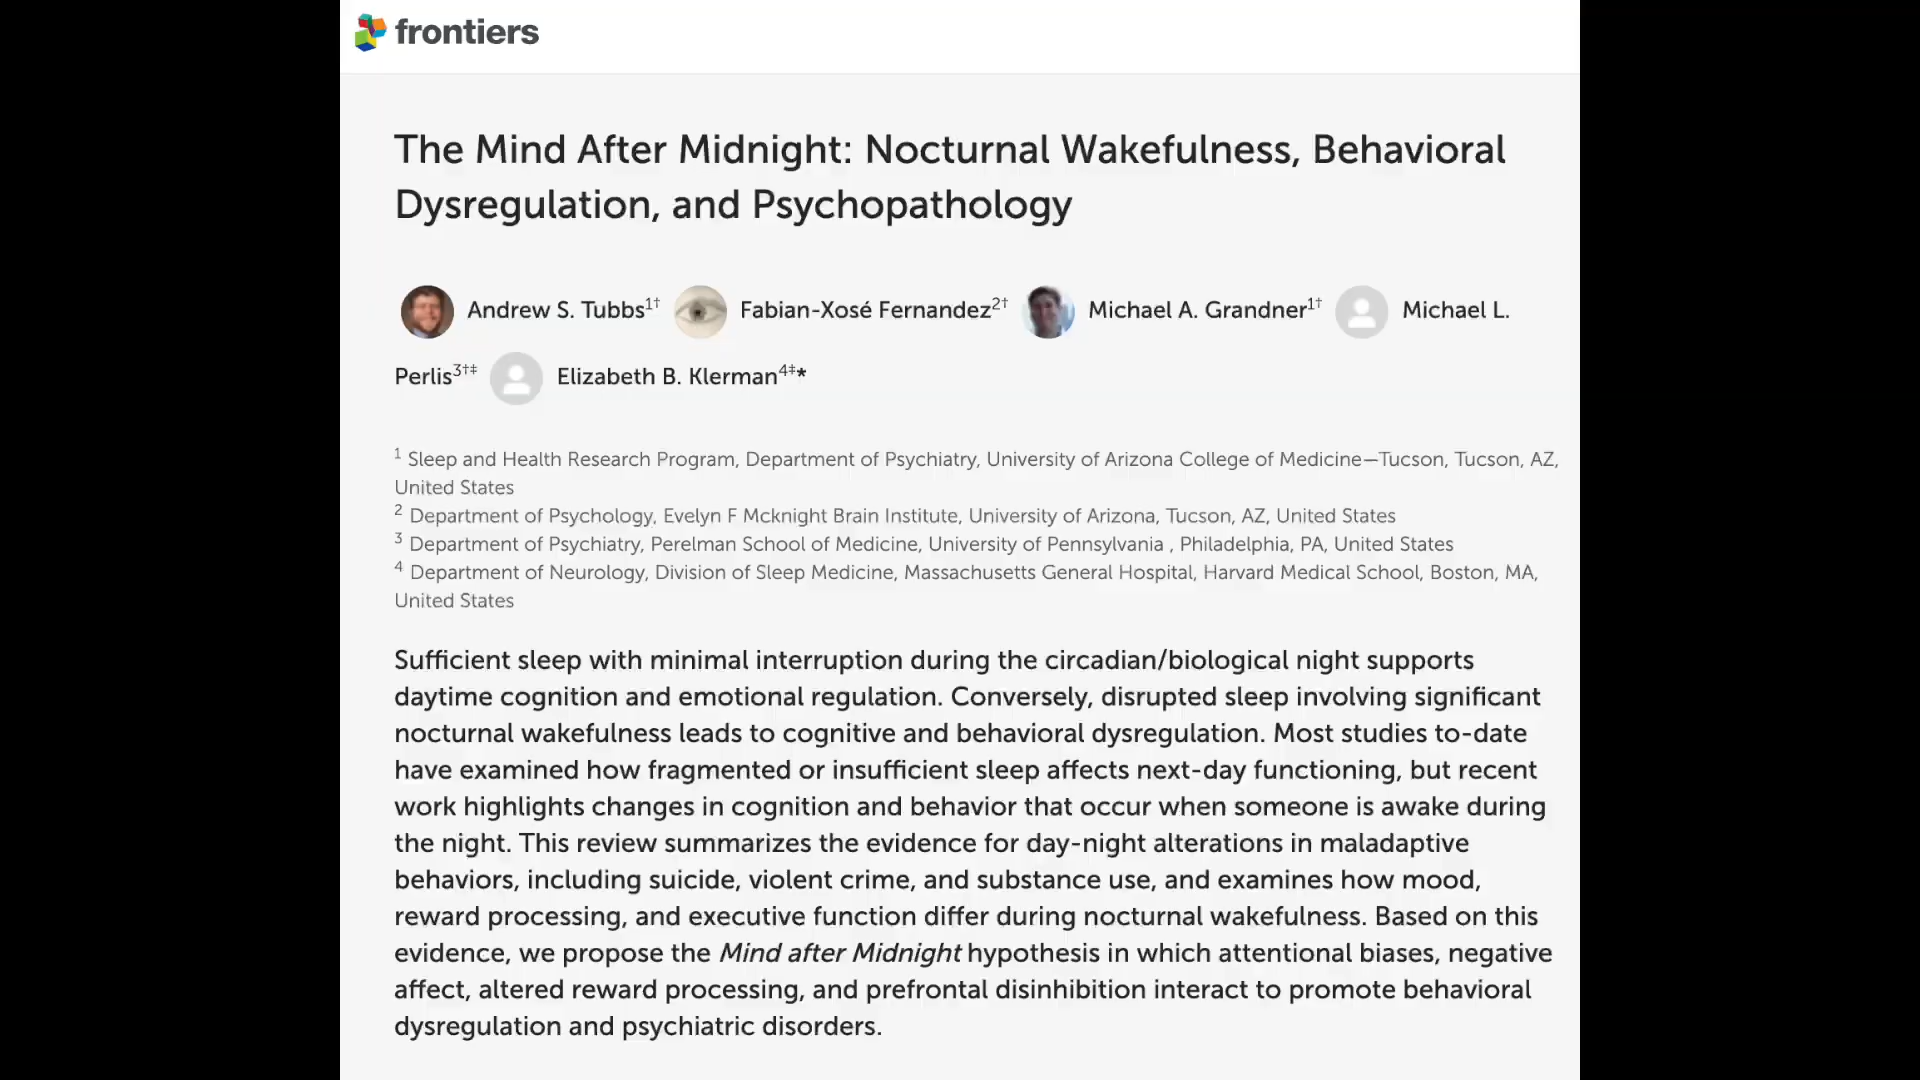 frontiers
The Mind After Midnight: Nocturnal Wakefulness, Behavioral
Dysregulation, and Psychopathology
Andrew S. Tubbs1† Fabian-Xosé Fernandez2† Michael A. Grandner1† Michael L.
Perlis3†‡ Elizabeth B. Klerman4‡*
1 Sleep and Health Research Program, Department of Psychiatry, University of Arizona College of Medicine—Tucson, Tucson, AZ,
United States
2 Department of Psychology, Evelyn F Mcknight Brain Institute, University of Arizona, Tucson, AZ, United States
3 Department of Psychiatry, Perelman School of Medicine, University of Pennsylvania , Philadelphia, PA, United States
4 Department of Neurology, Division of Sleep Medicine, Massachusetts General Hospital, Harvard Medical School, Boston, MA,
United States
Sufficient sleep with minimal interruption during the circadian/biological night supports
daytime cognition and emotional regulation. Conversely, disrupted sleep involving significant
nocturnal wakefulness leads to cognitive and behavioral dysregulation. Most studies to-date
have examined how fragmented or insufficient sleep affects next-day functioning, but recent
work highlights changes in cognition and behavior that occur when someone is awake during
the night. This review summarizes the evidence for day-night alterations in maladaptive
behaviors, including suicide, violent crime, and substance use, and examines how mood,
reward processing, and executive function differ during nocturnal wakefulness. Based on this
evidence, we propose the Mind after Midnight hypothesis in which attentional biases, negative
affect, altered reward processing, and prefrontal disinhibition interact to promote behavioral
dysregulation and psychiatric disorders.